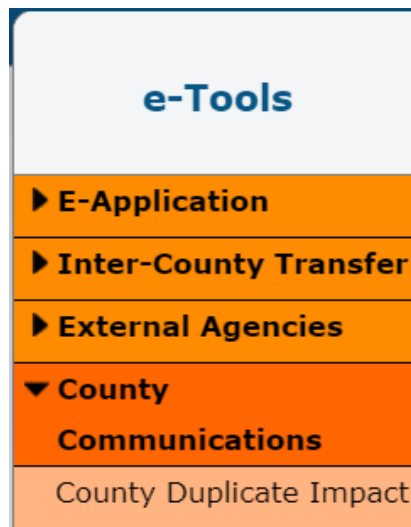 e-Tools
E-Application
Inter-County Transfer
External Agencies
County
Communications
County Duplicate Impact